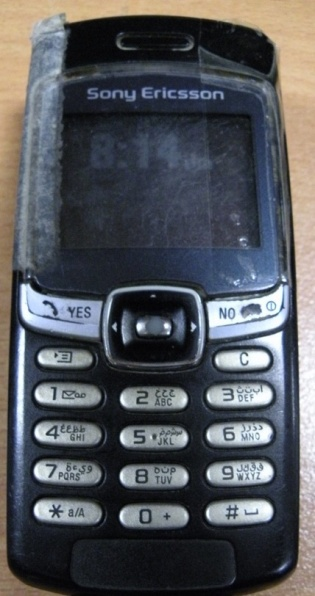 Sony Ericsson
8:14
YES NO
C
1 2 ABC 3 DEF
4 GHI 5 JKL 6 MNO
7 PQRS 8 TUV 9 WXYZ
* a/A 0 + #